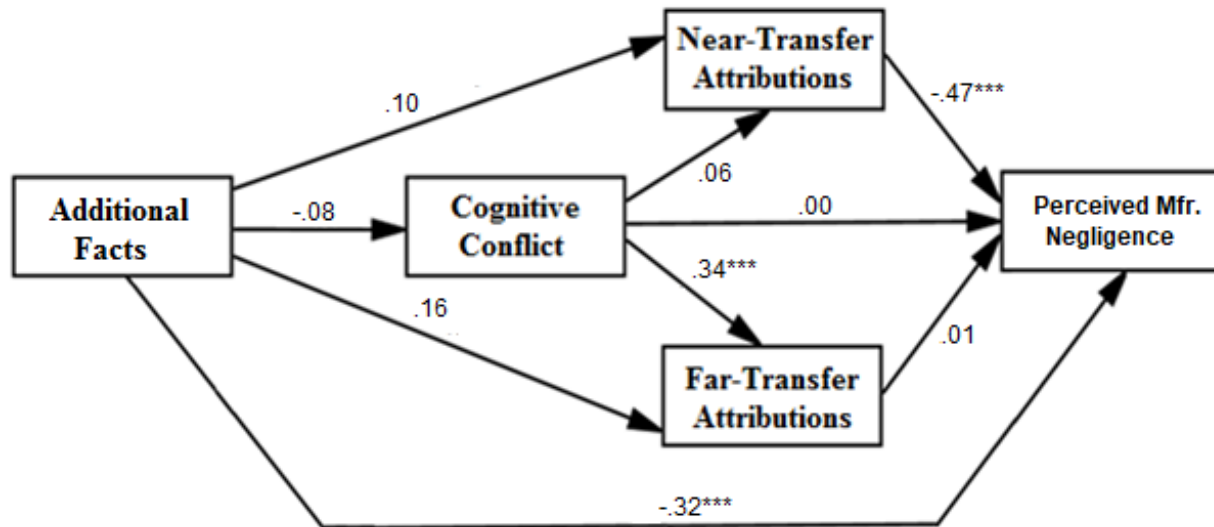 Near-Transfer
Attributions
.10
-.47***
.06
Additional
Facts
-.08
Cognitive
Conflict
.00
Perceived Mfr.
Negligence
.34***
.16
.01
Far-Transfer
Attributions
-.32***